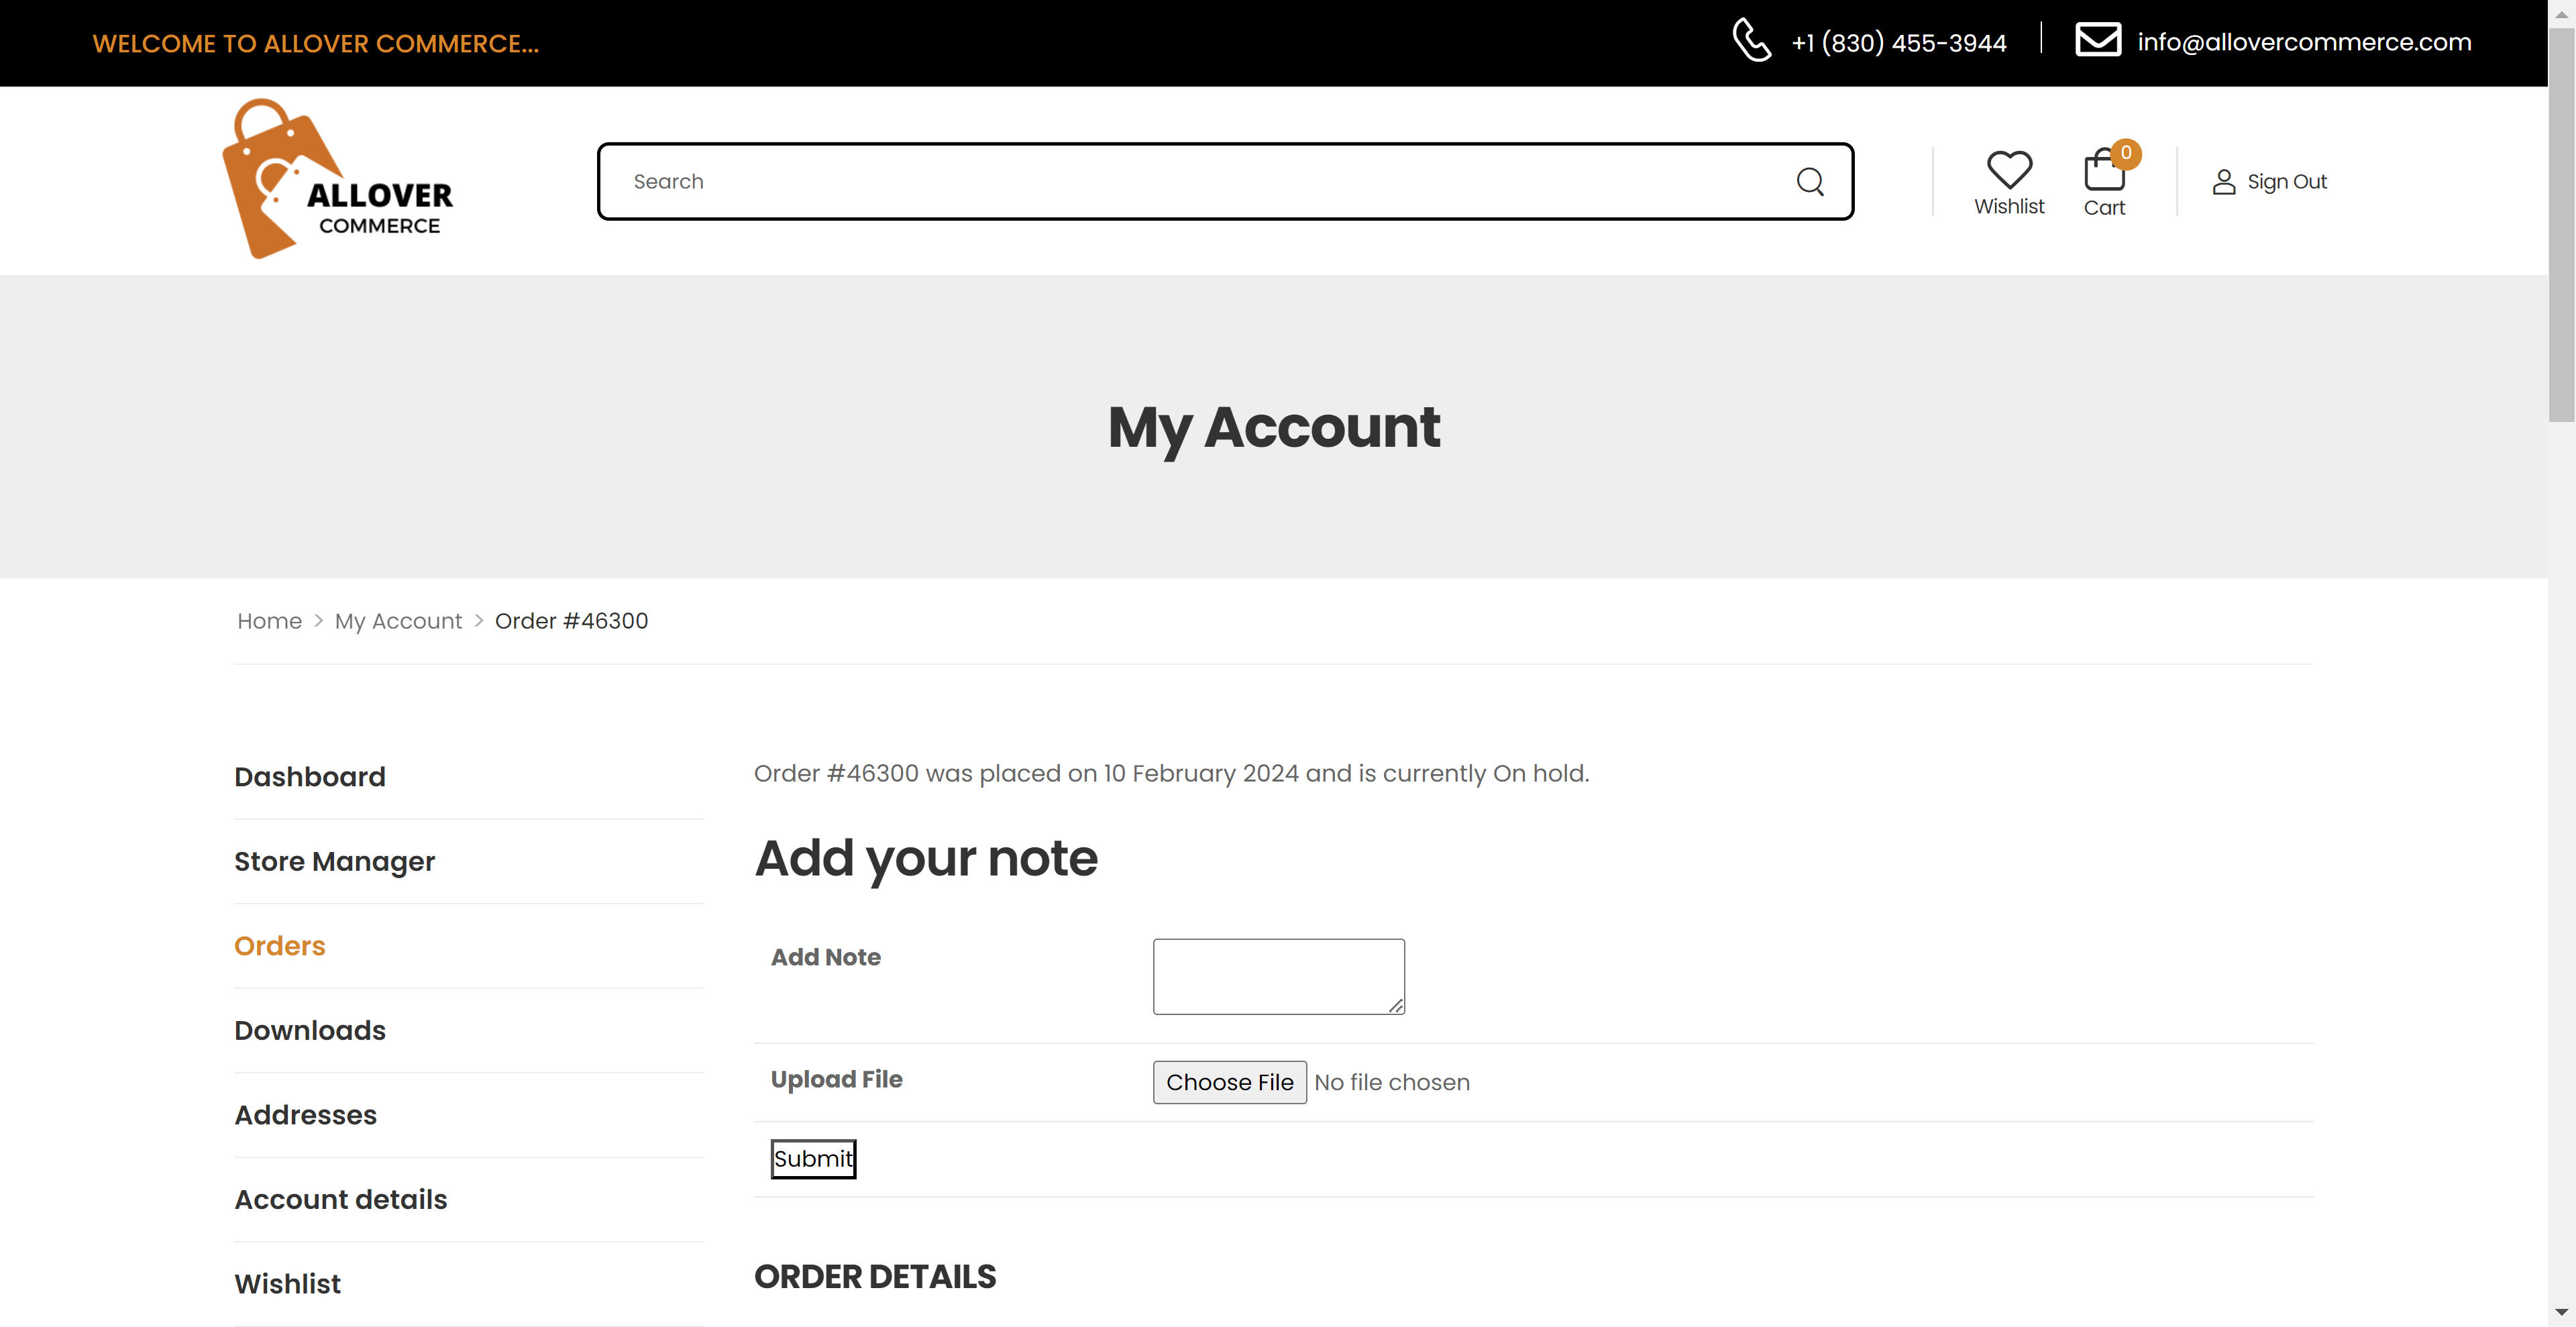 WELCOME TO ALLOVER COMMERCE...
+1 (830) 455-3944
info@allovercommerce.com
ALLOVER
COMMERCE
Search
Wishlist
0
Cart
Sign Out
My Account
Home > My Account > Order #46300
Dashboard
Store Manager
Orders
Downloads
Addresses
Account details
Wishlist
Order #46300 was placed on 10 February 2024 and is currently On hold.
Add your note
Add Note
Upload File
Choose File No file chosen
Submit
ORDER DETAILS